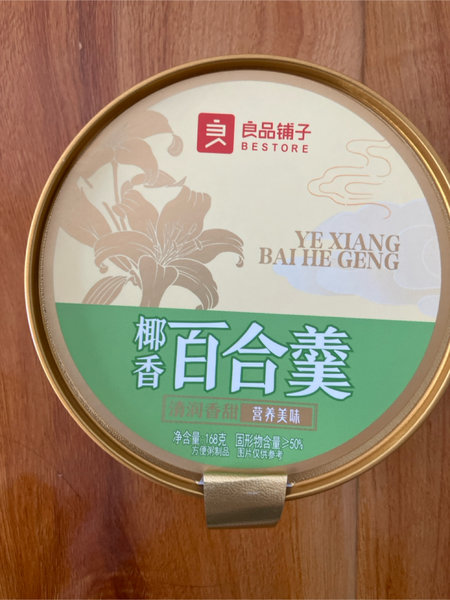 良品铺子
BESTORE
YE XIANG
BAI HE GENG
椰香
百合羹
清润香甜 营养美味
净含量:168克 固形物含量≥50%
方便粥制品 图片仅供参考